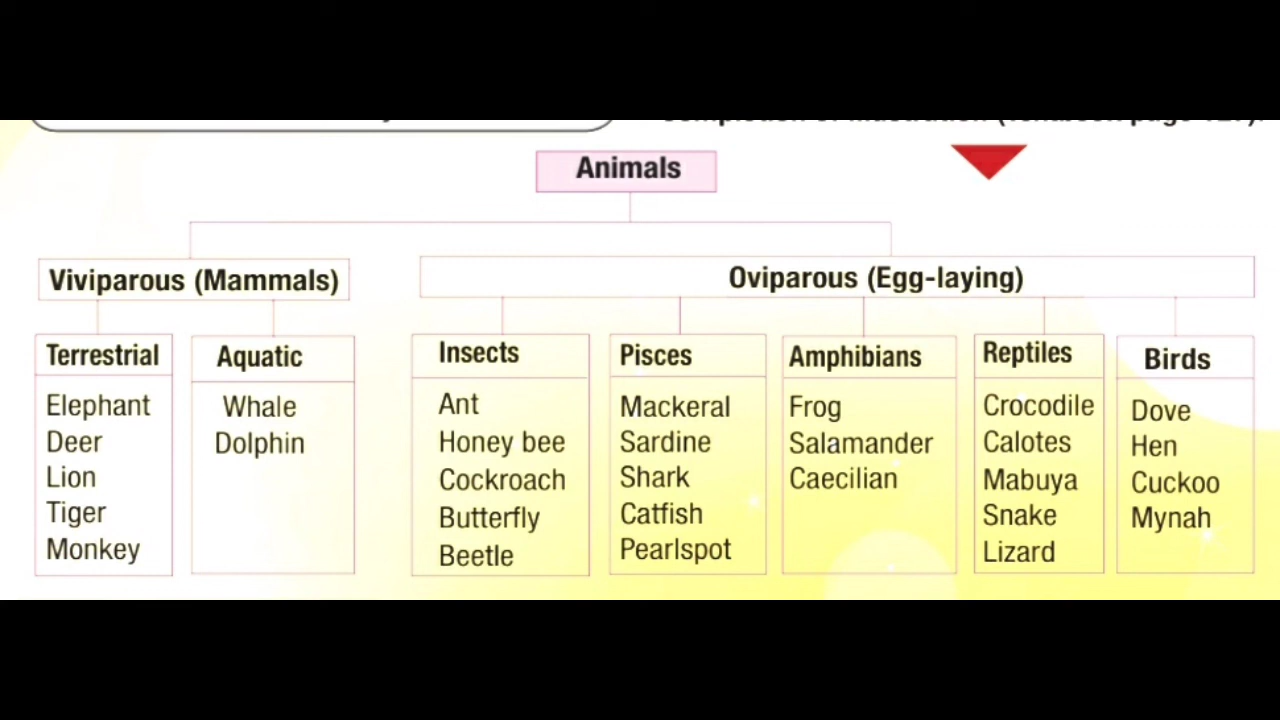 Animals
Viviparous (Mammals)
Oviparous (Egg-laying)
Terrestrial
Elephant
Deer
Lion
Tiger
Monkey
Aquatic
Whale
Dolphin
Insects
Ant
Honey bee
Cockroach
Butterfly
Beetle
Pisces
Mackeral
Sardine
Shark
Catfish
Pearlspot
Amphibians
Frog
Salamander
Caecilian
Reptiles
Crocodile
Calotes
Mabuya
Snake
Lizard
Birds
Dove
Hen
Cuckoo
Mynah